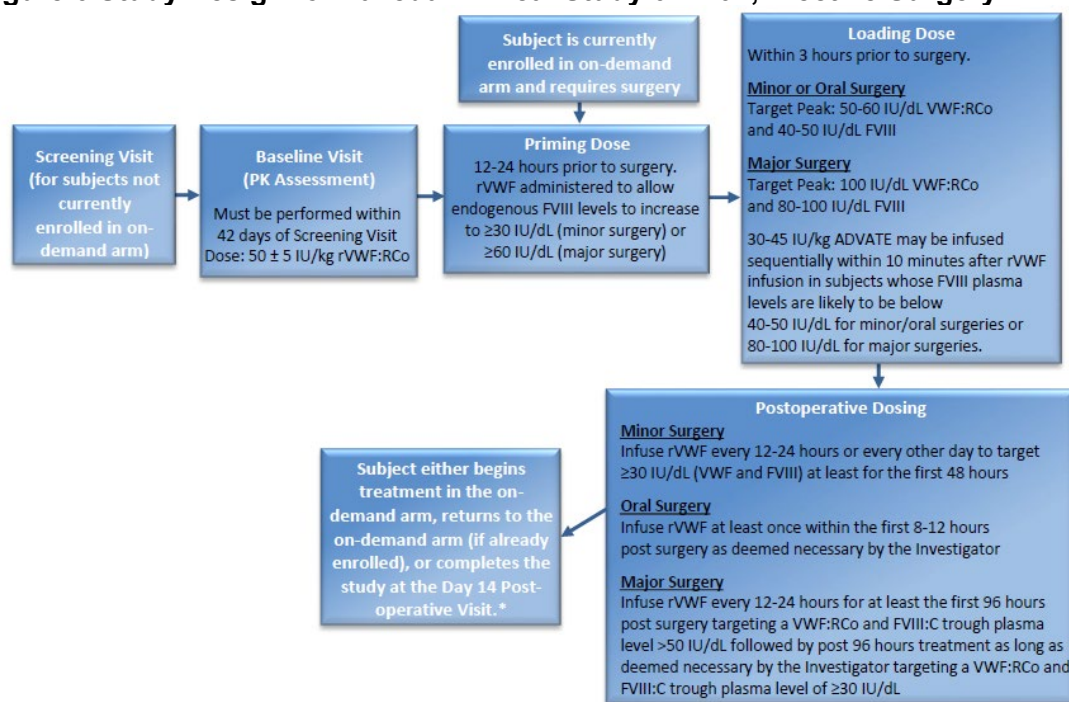 Subject is currently
enrolled in on-demand
arm and requires surgery
Screening Visit
(for subjects not
currently
enrolled in on-
demand arm)
Baseline Visit
(PK Assessment)
Must be performed within
42 days of Screening Visit
Dose: 50 ± 5 IU/kg rVWF:RCo
Priming Dose
12-24 hours prior to surgery.
rVWF administered to allow
endogenous FVIII levels to increase
to ≥30 IU/dL (minor surgery) or
≥60 IU/dL (major surgery)
Loading Dose
Within 3 hours prior to surgery.
Minor or Oral Surgery
Target Peak: 50-60 IU/dL VWF:RCo
and 40-50 IU/dL FVIII
Major Surgery
Target Peak: 100 IU/dL VWF:RCo
and 80-100 IU/dL FVIII
30-45 IU/kg ADVATE may be infused
sequentially within 10 minutes after rVWF
infusion in subjects whose FVIII plasma
levels are likely to be below
40-50 IU/dL for minor/oral surgeries or
80-100 IU/dL for major surgeries.
Postoperative Dosing
Minor Surgery
Infuse rVWF every 12-24 hours or every other day to target
≥30 IU/dL (VWF and FVIII) at least for the first 48 hours
Oral Surgery
Infuse rVWF at least once within the first 8-12 hours
post surgery as deemed necessary by the Investigator
Major Surgery
Infuse rVWF every 12-24 hours for at least the first 96 hours
post surgery targeting a VWF:RCo and FVIII:C trough plasma
level >50 IU/dL followed by post 96 hours treatment as long as
deemed necessary by the Investigator targeting a VWF:RCo and
FVIII:C trough plasma level of ≥30 IU/dL
Subject either begins
treatment in the on-
demand arm, returns to the
on-demand arm (if already
enrolled), or completes the
study at the Day 14 Post-
operative Visit.*